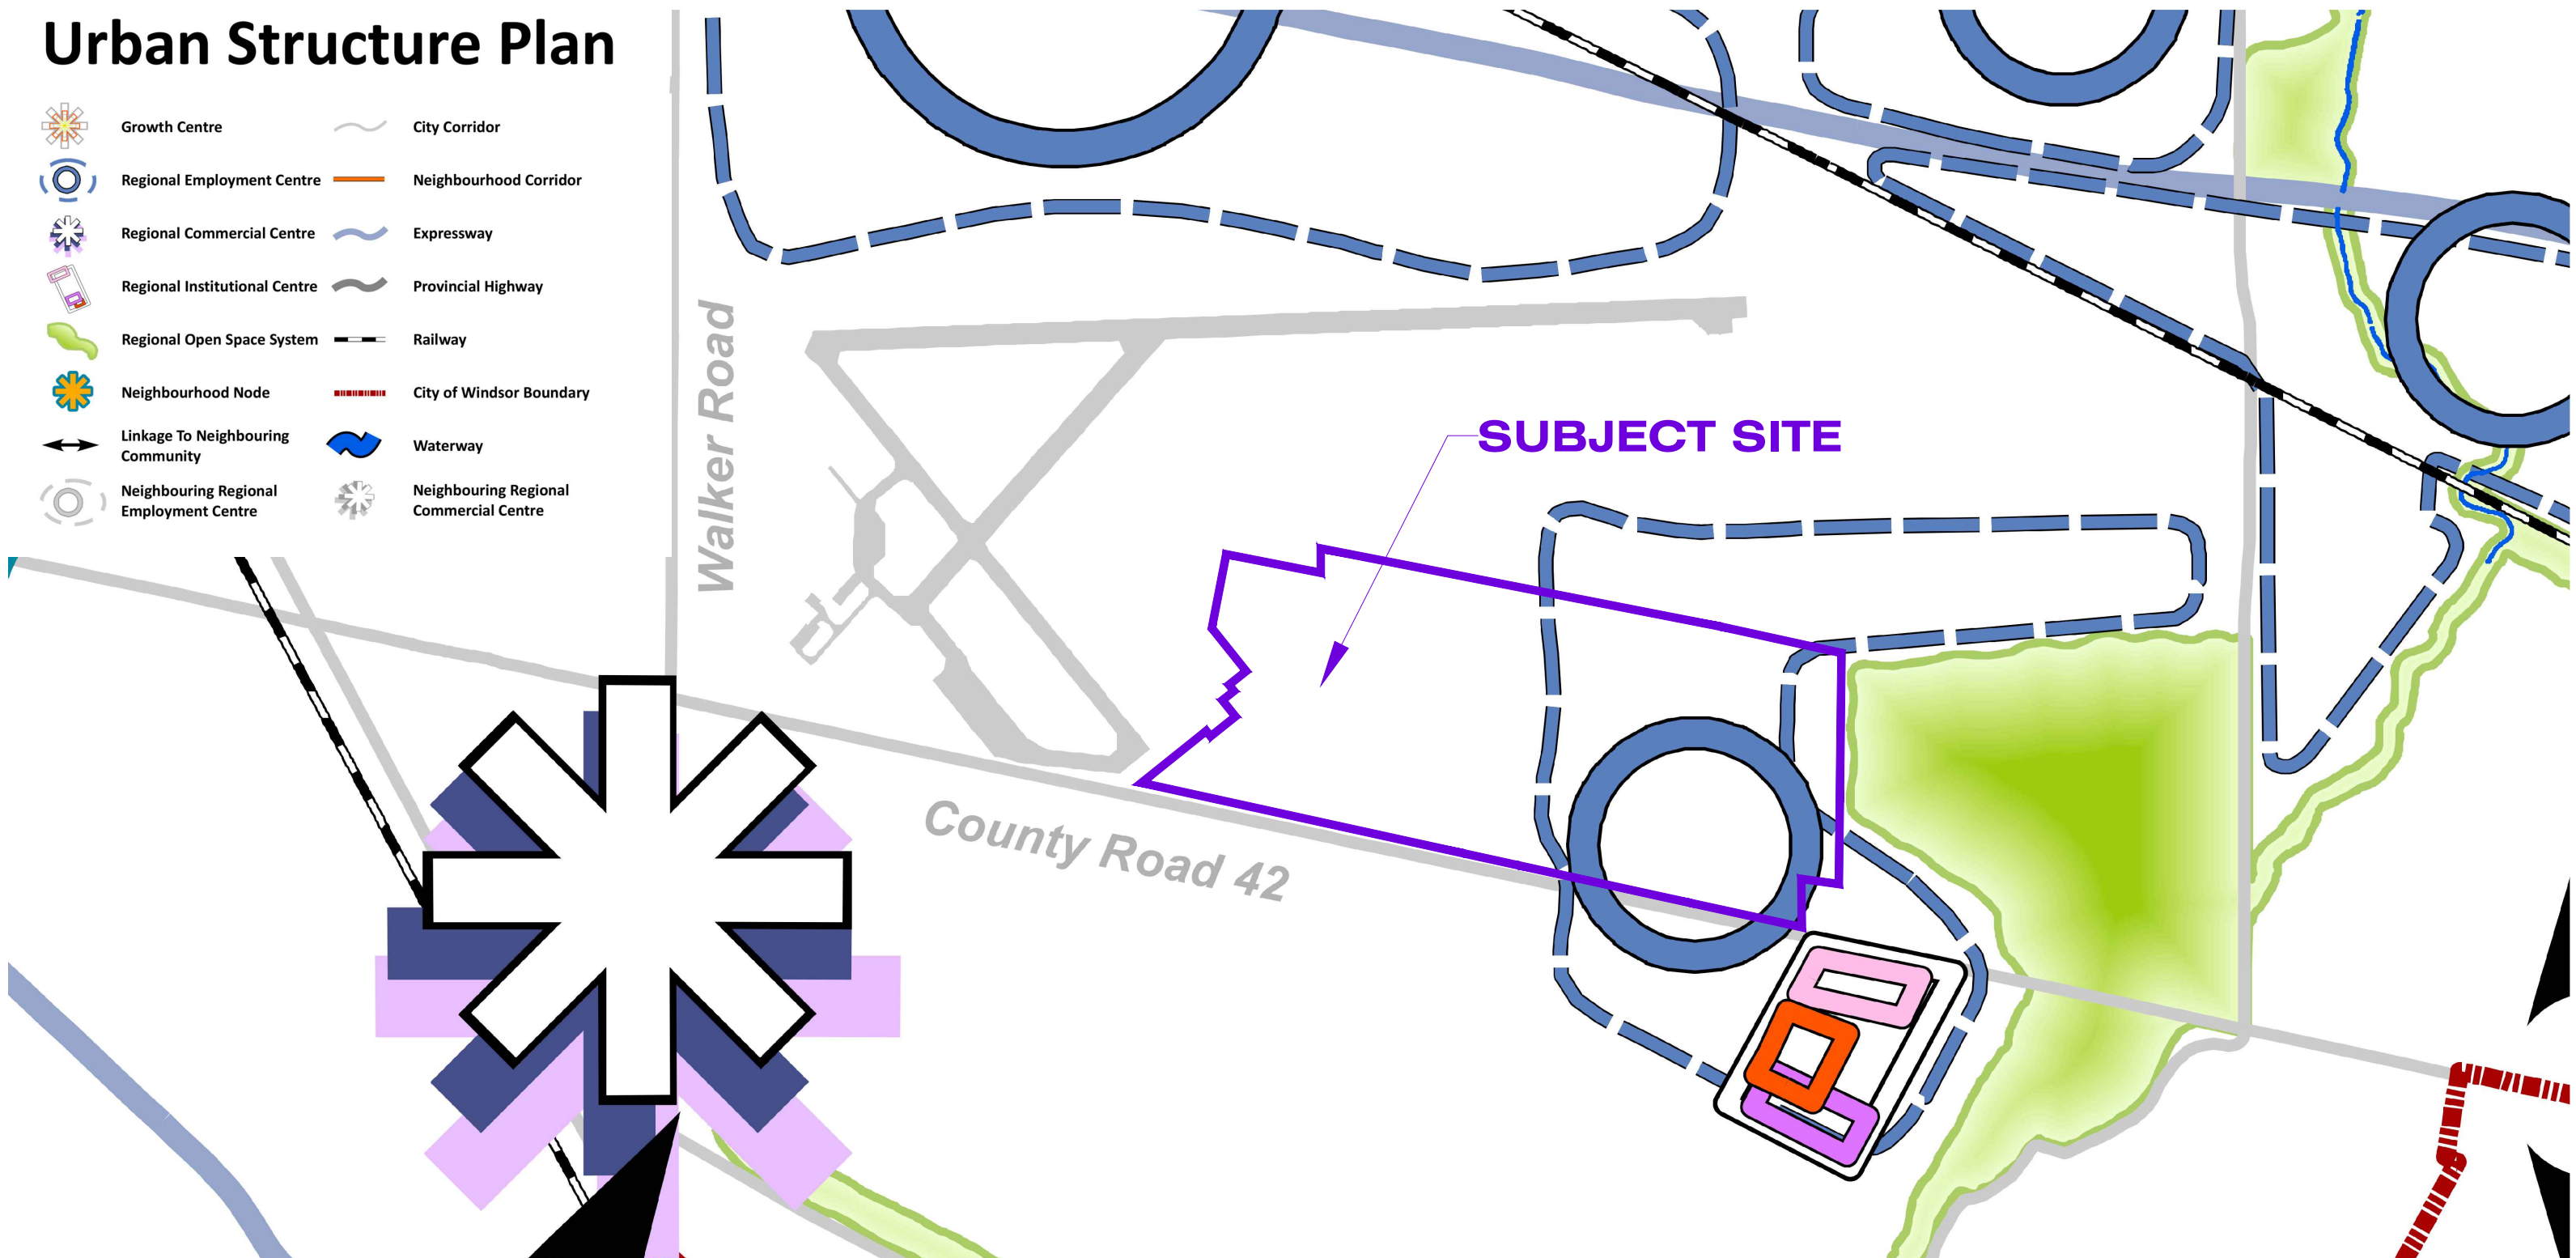 Urban Structure Plan
Growth Centre
Regional Employment Centre
Regional Commercial Centre
Regional Institutional Centre
Regional Open Space System
Neighbourhood Node
Linkage To Neighbouring
Community
Neighbouring Regional
Employment Centre
City Corridor
Neighbourhood Corridor
Expressway
Provincial Highway
Railway
City of Windsor Boundary
Waterway
Neighbouring Regional
Commercial Centre
Walker Road
SUBJECT SITE
County Road 42